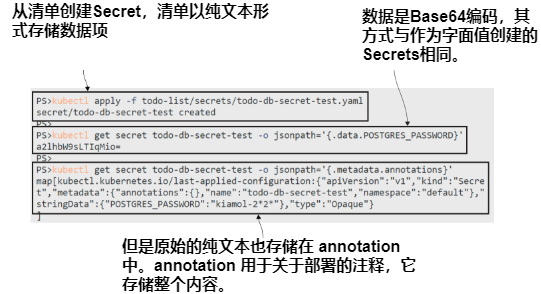 从清单创建Secret，清单以纯文本形
式存储数据项
数据是Base64编码，其
方式与作为字面值创建的
Secrets相同。
PS>kubectl apply -f todo-list/secrets/todo-db-secret-test.yaml
secret/todo-db-secret-test created
PS>
PS>kubectl get secret todo-db-secret-test -o jsonpath='{.data.POSTGRES_PASSWORD}'
a2lhbW9sLTIqMio=
PS>
PS>kubectl get secret todo-db-secret-test -o jsonpath='{.metadata.annotations}'
map[kubectl.kubernetes.io/last-applied-configuration:{"apiVersion":"v1","kind":"Secre
t","metadata":{"annotations":{},"name":"todo-db-secret-test","namespace":"default"},"
stringData":{"POSTGRES_PASSWORD":"kiamol-2*2*"},"type":"Opaque"}
]
但是原始的纯文本也存储在 annotation
中。annotation 用于关于部署的注释，它
存储整个内容。